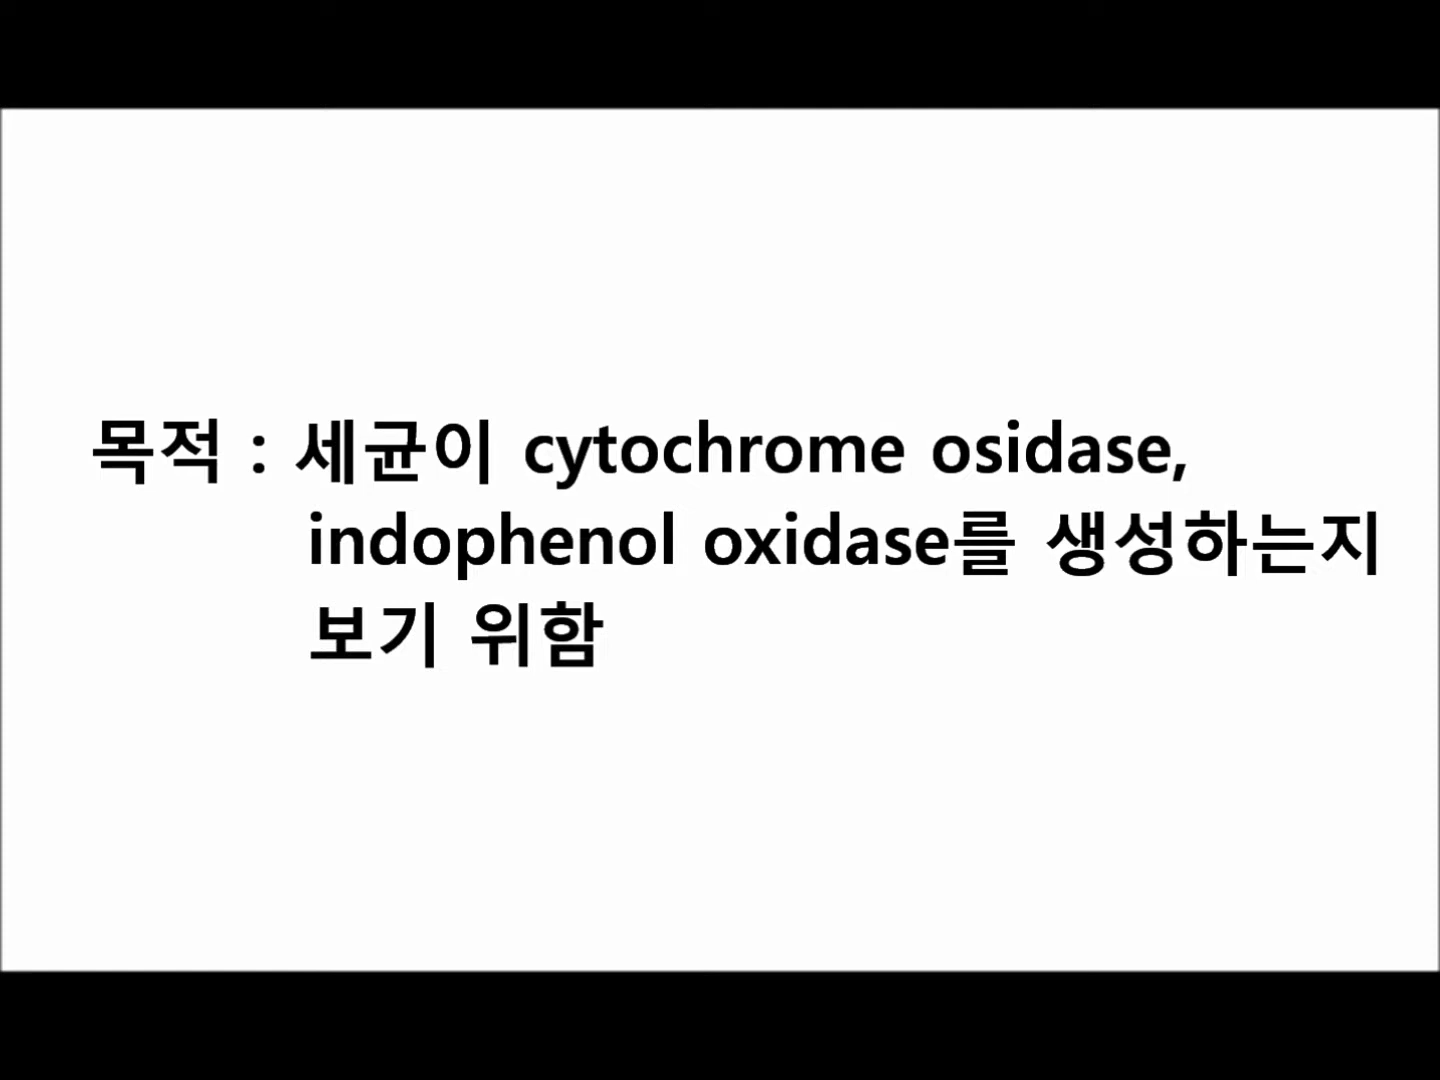 목적 : 세균이 cytochrome osidase,
indophenol oxidase를 생성하는지
보기 위함